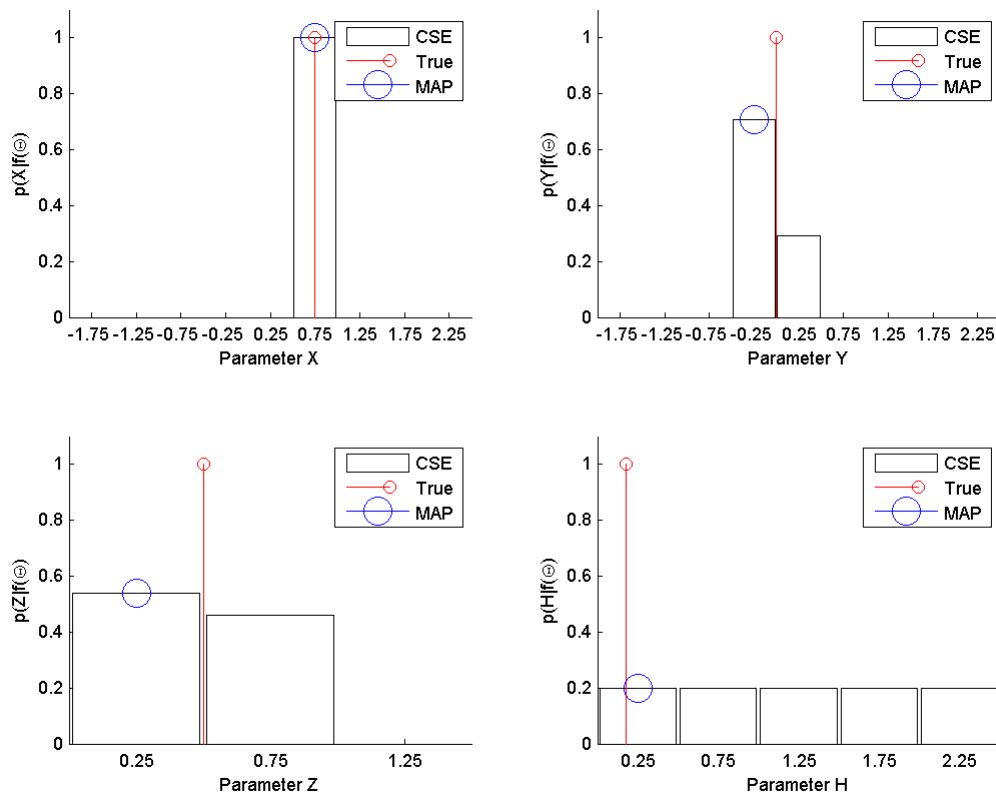 CSE
True
MAP
1
0.8
0.6
0.4
0.2
0
p(X|f(Θ)
-1.75 -1.25 -0.75 -0.25 0.25 0.75 1.25 1.75 2.25
Parameter X
CSE
True
MAP
1
0.8
0.6
0.4
0.2
0
p(Y|f(Θ)
-1.75 -1.25 -0.75 -0.25 0.25 0.75 1.25 1.75 2.25
Parameter Y
CSE
True
MAP
1
0.8
0.6
0.4
0.2
0
p(Z|f(Θ)
0.25 0.75 1.25
Parameter Z
CSE
True
MAP
1
0.8
0.6
0.4
0.2
0
p(H|f(Θ)
0.25 0.75 1.25 1.75 2.25
Parameter H